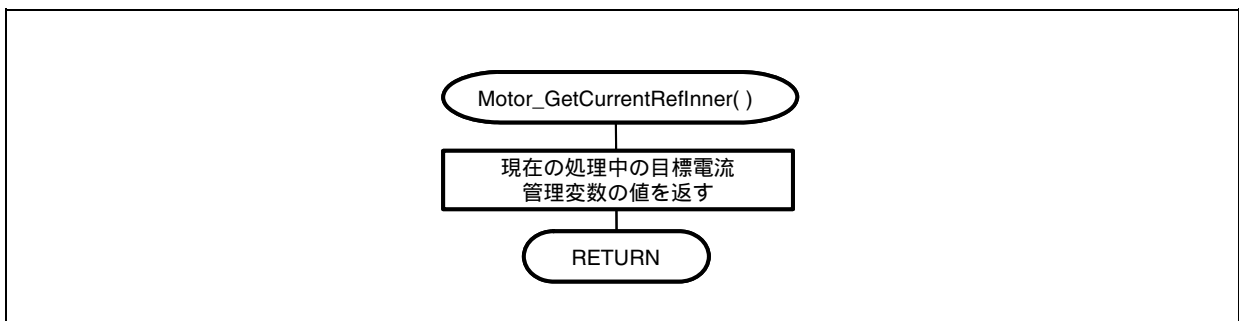 Motor_GetCurrentRefInner( )
現在の処理中の目標電流
管理変数の値を返す
RETURN